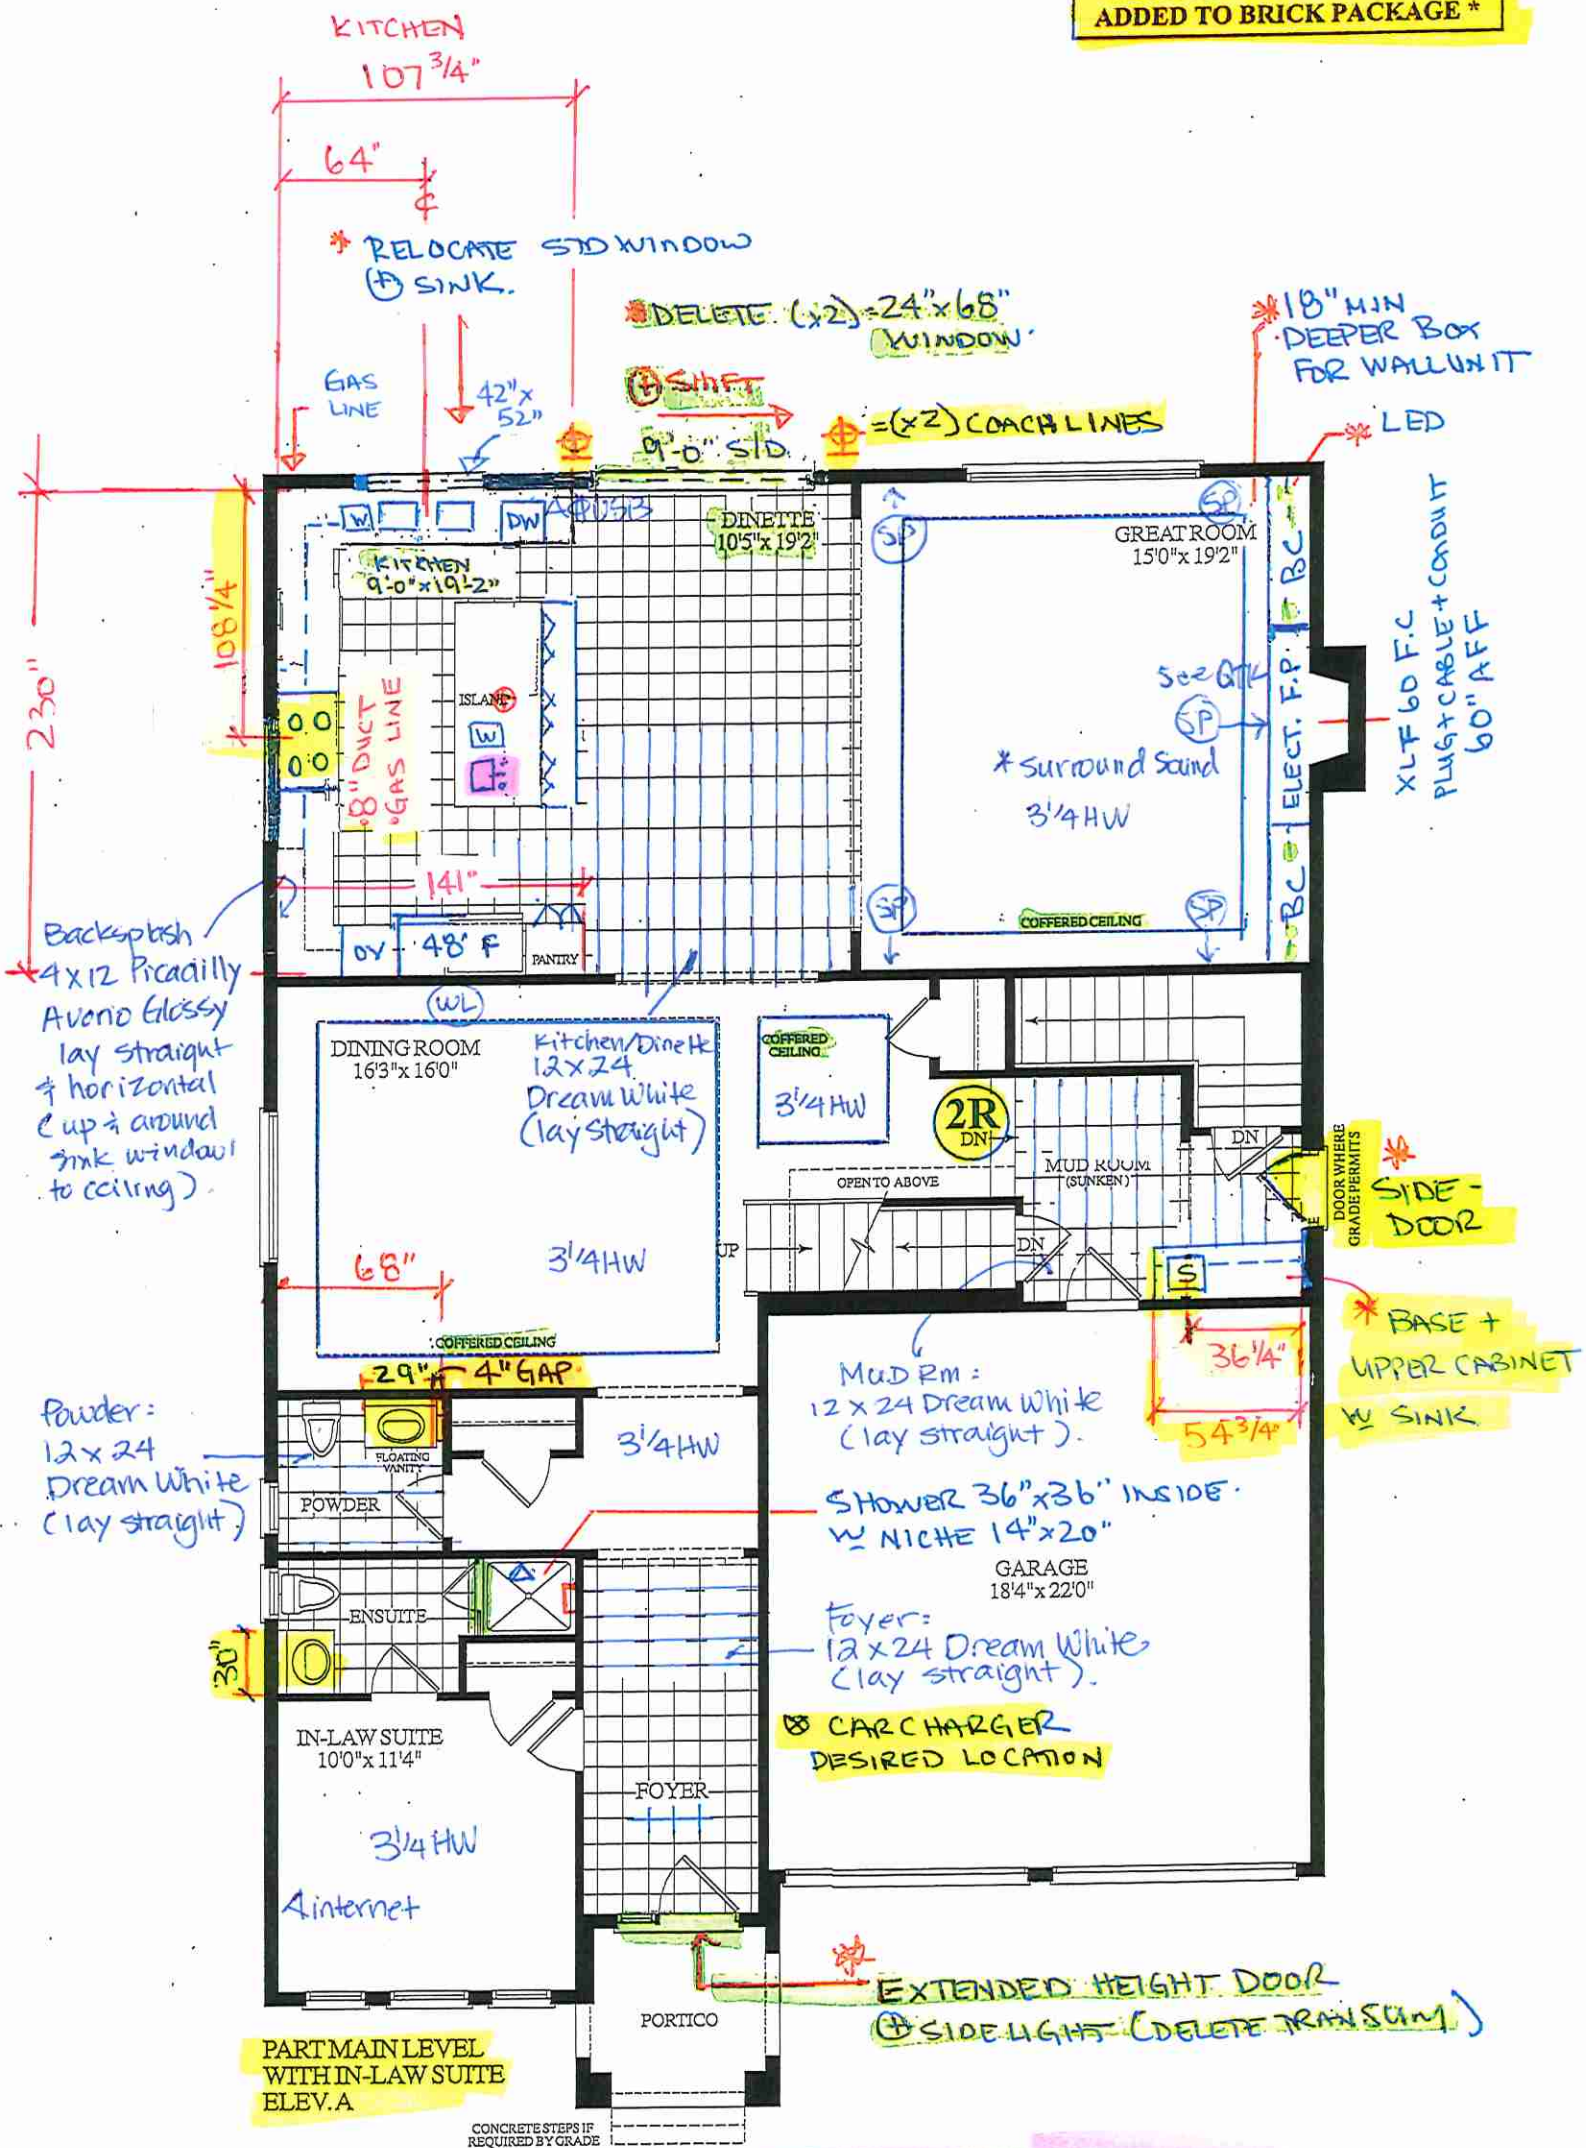 ADDED TO BRICK PACKAGE *
KITCHEN
107 3/4"
64"
* RELOCATE STD WINDOW
⊕ SINK.
* DELETE (x2) = 24"x68"
WINDOW.
⊕ SHIFT
9'-0" S/D.
= (x2) COACH LINES
* 18" MIN
DEEPER BOX
FOR WALL UNIT
* LED
GAS
LINE
42" x
52"
W
DW
DINETTE
10'5" x 19'2"
SP
SP
GREAT ROOM
15'0" x 19'2"
KITCHEN
9'-0" x 19'-2"
108 1/4"
230"
BC
ISLAND
W
•8" DUCT
•GAS LINE
SP
ELECT. F.P.
* Surround Sound
3 1/4 HW
XLF 60 F.C
PLUG + CABLE + CONDUIT
60" AFF
141"
SP
SP
BC
COFFERED CEILING
OV
48" F
PANTRY
Backsplash
4x12 Picadilly
Glossy
lay straight
& horizontal
(up & around
sink window
to ceiling).
WL
DINING ROOM
16'3" x 16'0"
Kitchen/Dinette
12x24
Dream White
(lay straight)
COFFERED
CEILING
3 1/4 HW
2R
DN
MUD ROOM
(SUNKEN)
DN
DOOR WHERE
GRADE PERMITS
* SIDE-
DOOR
OPEN TO ABOVE
UP
DN
S
3 1/4 HW
68"
COFFERED CEILING
29"
4" GAP
* BASE +
UPPER CABINET
W SINK
36 1/4"
54 3/4"
Mud Rm:
12 x 24 Dream White
(lay straight).
Powder:
12 x 24
Dream White
(lay straight)
FLOATING
VANITY
POWDER
3 1/4 HW
SHOWER 36"x36" INSIDE.
W NICHE 14"x20"
GARAGE
18'4" x 22'0"
ENSUITE
30"
Foyer:
12 x 24 Dream White
(lay straight).
⊗ CAR CHARGER
DESIRED LOCATION
IN-LAW SUITE
10'0" x 11'4"
FOYER
3 1/4 HW
internet
* EXTENDED HEIGHT DOOR
⊕ SIDELIGHT (DELETE TRANSOM)
PORTICO
PART MAIN LEVEL
WITH IN-LAW SUITE
ELEV. A
CONCRETE STEPS IF
REQUIRED BY GRADE